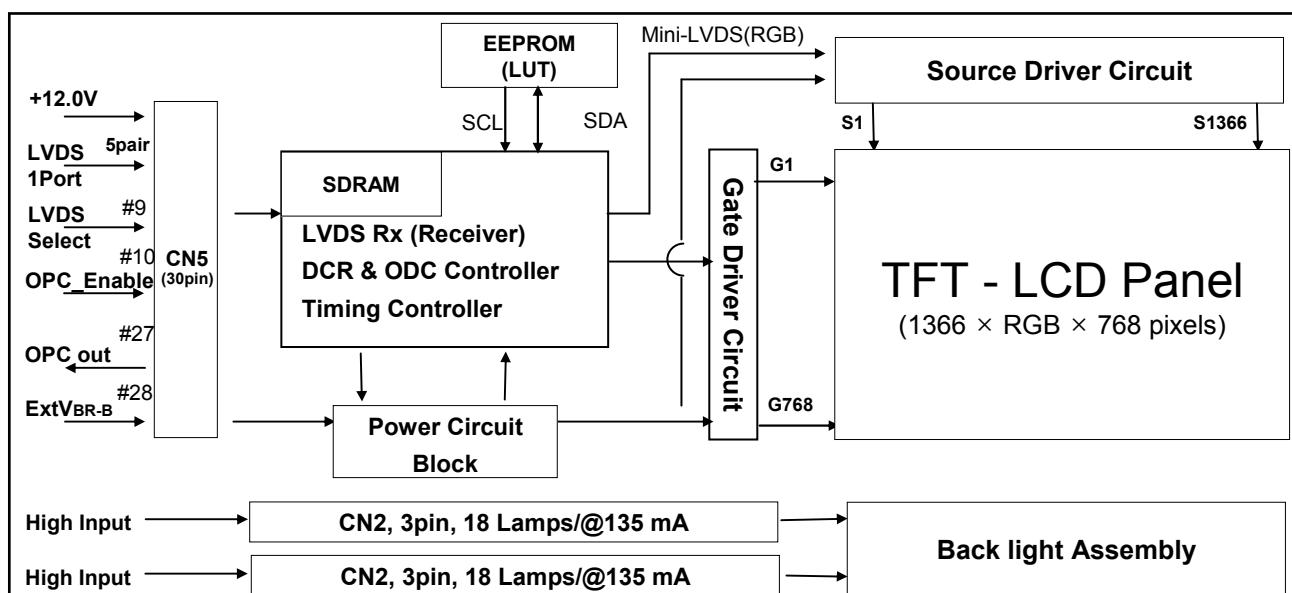 EEPROM
(LUT)
Mini-LVDS(RGB)
Source Driver Circuit
+12.0V
SCL
SDA
S1
S1366
5pair
LVDS
1Port
SDRAM
G1
#9
LVDS
Select
LVDS Rx (Receiver)
DCR & ODC Controller
Timing Controller
CN5
(30pin)
Gate Driver Circuit
TFT - LCD Panel
(1366 × RGB × 768 pixels)
#10
OPC_Enable
#27
OPC out
#28
ExtVBR-B
G768
Power Circuit
Block
High Input
CN2, 3pin, 18 Lamps/@135 mA
Back light Assembly
High Input
CN2, 3pin, 18 Lamps/@135 mA